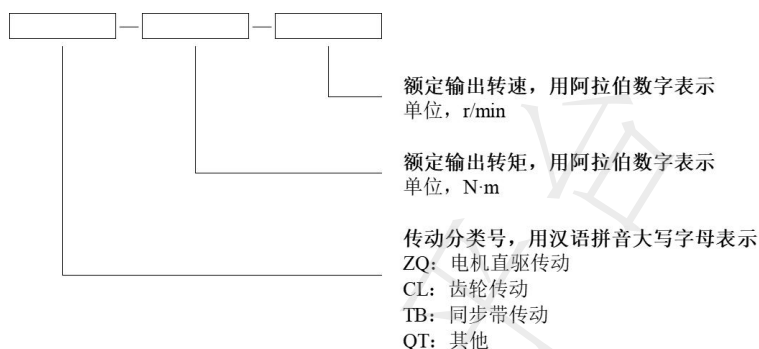 额定输出转速，用阿拉伯数字表示
单位，r/min
额定输出转矩，用阿拉伯数字表示
单位，N·m
传动分类号，用汉语拼音大写字母表示
ZQ：电机直驱传动
CL：齿轮传动
TB：同步带传动
QT：其他